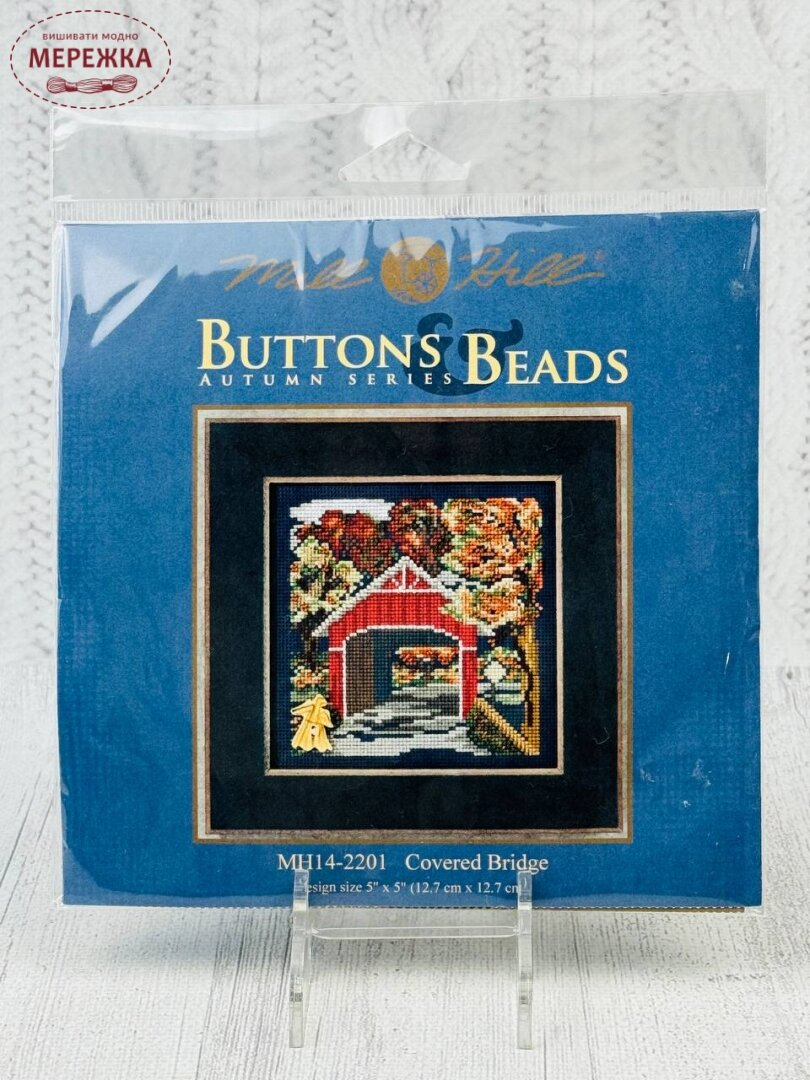 вишивати модно
МЕРЕЖКА
Mill Hill®
BUTTONS & BEADS
AUTUMN SERIES
MH14-2201 Covered Bridge
esign size 5" x 5" (12.7 cm x 12.7 cm